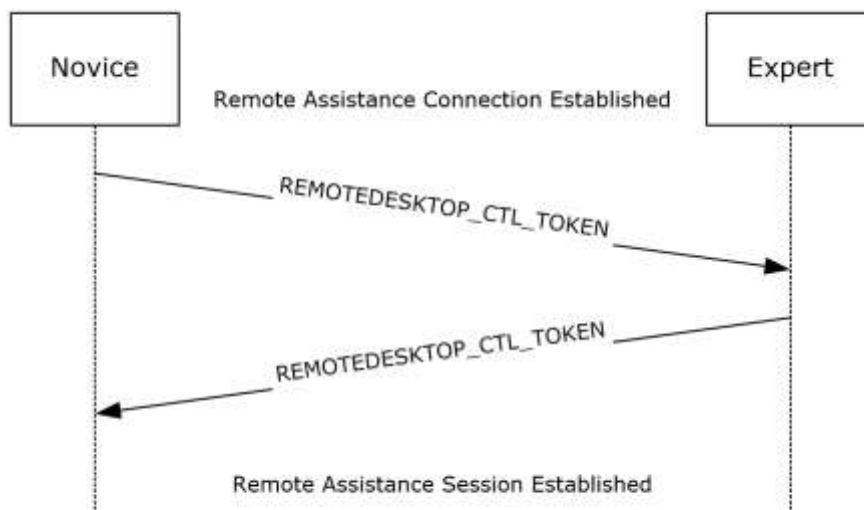 Novice
Expert
Remote Assistance Connection Established
REMOTEDESKTOP_CTL_TOKEN
REMOTEDESKTOP_CTL_TOKEN
Remote Assistance Session Established